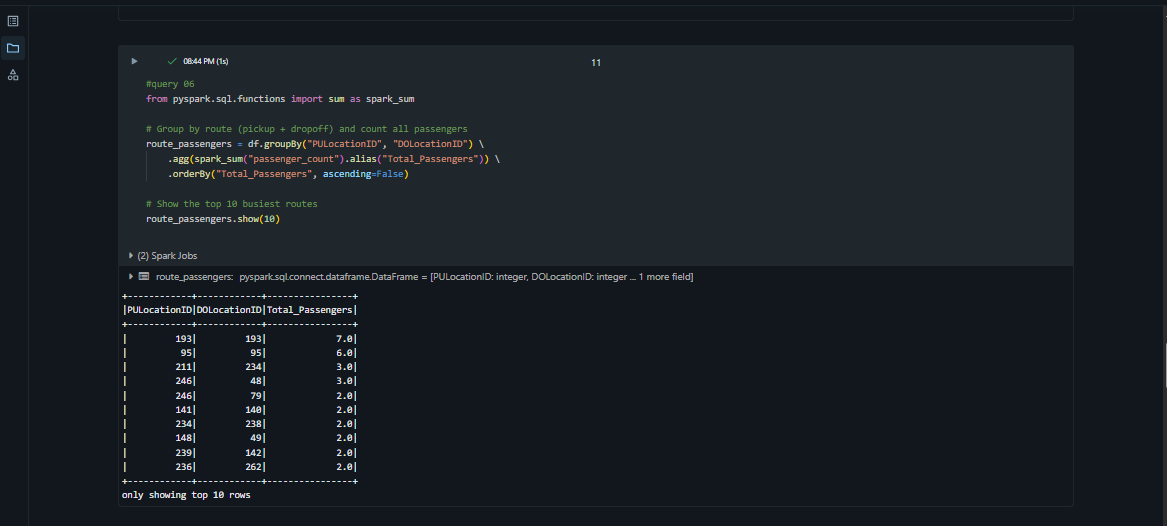 08:44 PM (1s)
11
#query 06
from pyspark.sql.functions import sum as spark_sum
# Group by route (pickup + dropoff) and count all passengers
route_passengers = df.groupBy("PULocationID", "DOLocationID") \
    .agg(spark_sum("passenger_count").alias("Total_Passengers")) \
    .orderBy("Total_Passengers", ascending=False)
# Show the top 10 busiest routes
route_passengers.show(10)
(2) Spark Jobs
route_passengers: pyspark.sql.connect.dataframe.DataFrame = [PULocationID: integer, DOLocationID: integer ... 1 more field]
+------------+------------+----------------+
|PULocationID|DOLocationID|Total_Passengers|
+------------+------------+----------------+
|         193|         193|             7.0|
|          95|          95|             6.0|
|         211|         234|             3.0|
|         246|          48|             3.0|
|         246|          79|             2.0|
|         141|         140|             2.0|
|         234|         238|             2.0|
|         148|          49|             2.0|
|         239|         142|             2.0|
|         236|         262|             2.0|
+------------+------------+----------------+
only showing top 10 rows